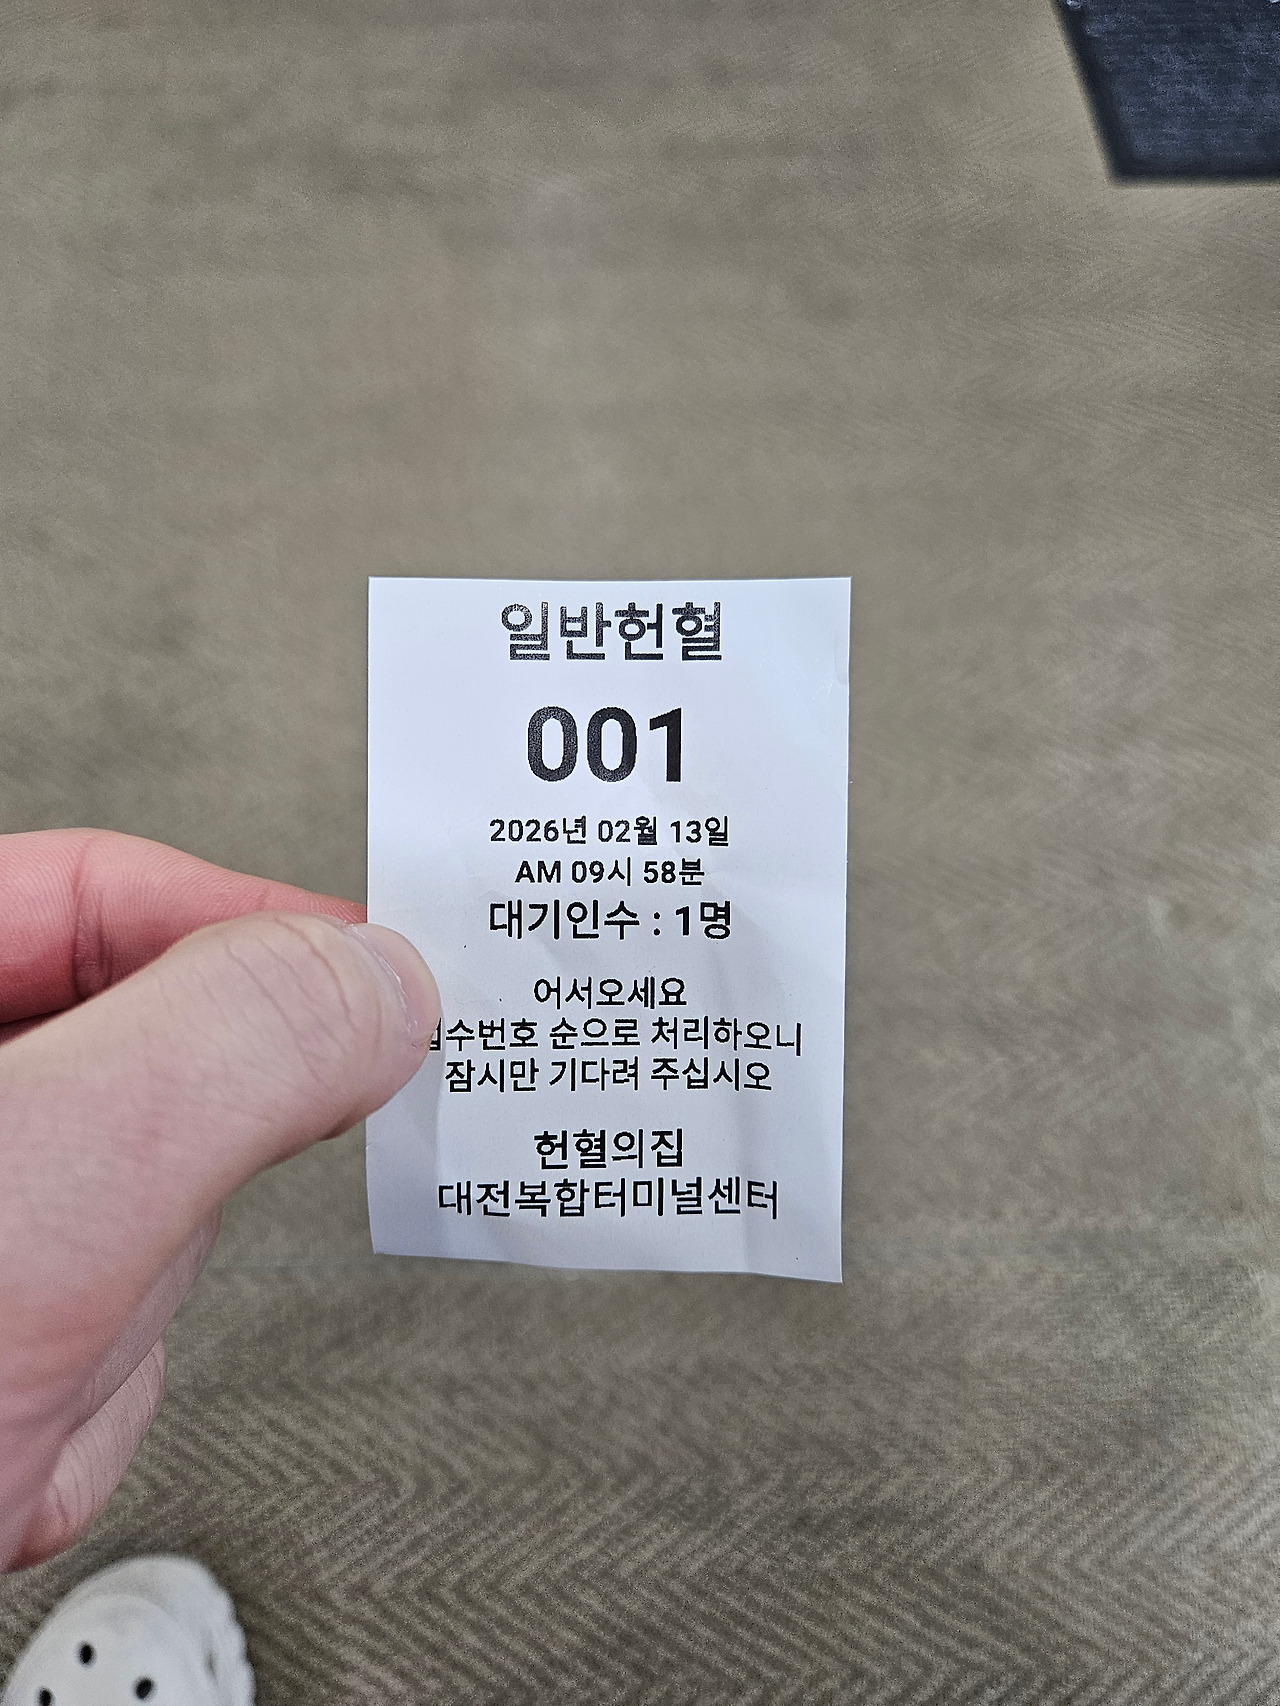 일반헌혈
001
2026년 02월 13일
AM 09시 58분
대기인수 : 1명
어서오세요
순으로 처리하오니
잠시만 기다려 주십시오
헌혈의집
대전복합터미널센터